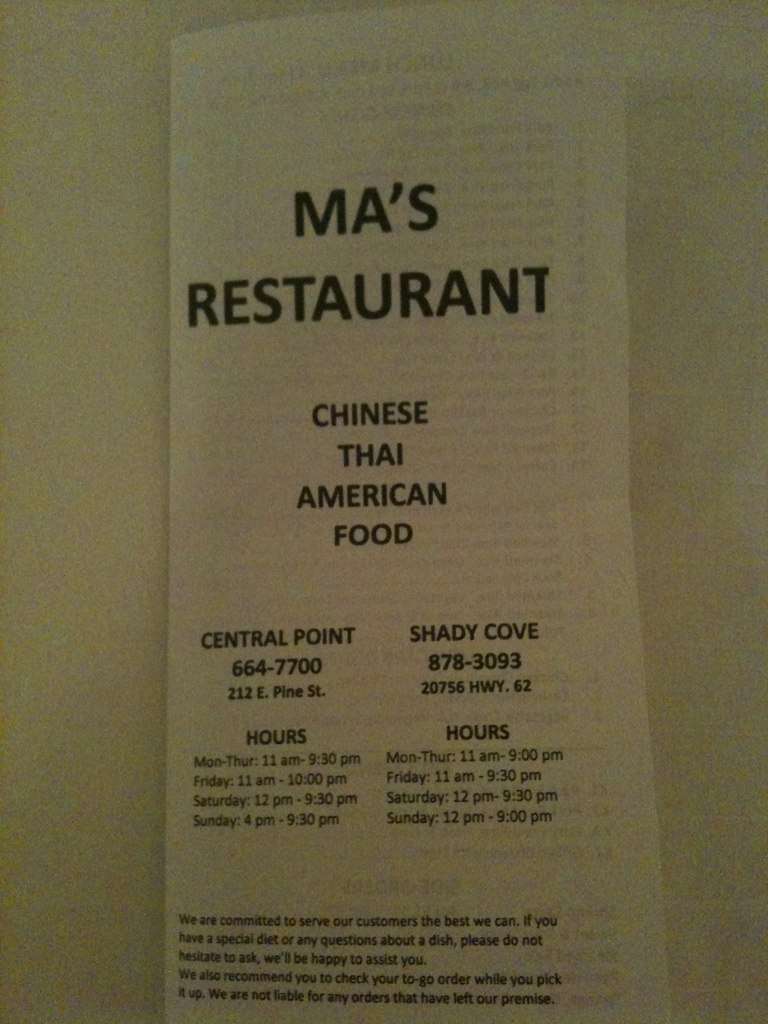 MA'S
RESTAURANT
CHINESE
THAI
AMERICAN
FOOD
CENTRAL POINT
664-7700
212 E. Pine St.
HOURS
Mon-Thur: 11 am- 9:30 pm
Friday: 11 am - 10:00 pm
Saturday: 12 pm - 9:30 pm
Sunday: 4 pm - 9:30 pm
SHADY COVE
878-3093
20756 HWY. 62
HOURS
Mon-Thur: 11 am- 9:00 pm
Friday: 11 am - 9:30 pm
Saturday: 12 pm- 9:30 pm
Sunday: 12 pm - 9:00 pm
We are committed to serve our customers the best we can. If you
have a special diet or any questions about a dish, please do not
hesitate to ask, we'll be happy to assist you.
We also recommend you to check your to-go order while you pick
it up. We are not liable for any orders that have left our premise.